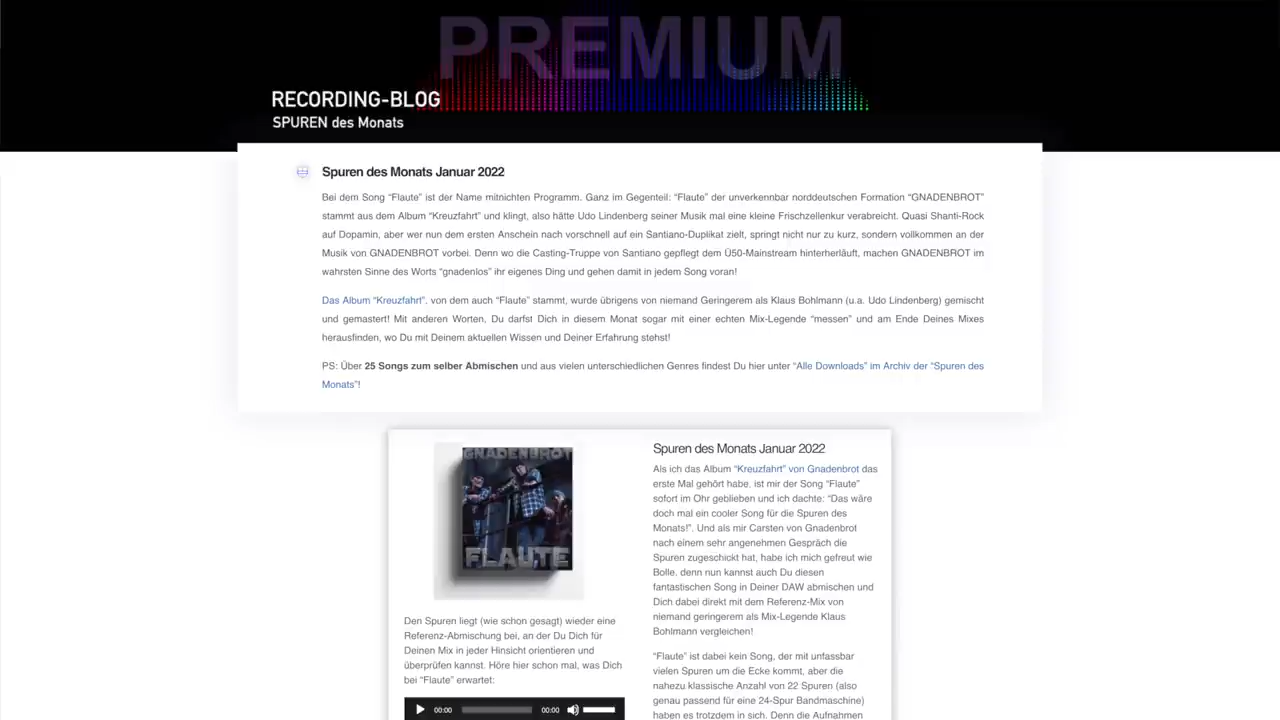 PREMIUM
RECORDING-BLOG
SPUREN des Monats
Spuren des Monats Januar 2022
Bei dem Song “Flaute” ist der Name mitnichten Programm. Ganz im Gegenteil: “Flaute” der unverkennbar norddeutschen Formation “GNADENBROT”
stammt aus dem Album “Kreuzfahrt” und klingt, also hätte Udo Lindenberg seiner Musik mal eine kleine Frischzellenkur verabreicht. Quasi Shanti-Rock
auf Dopamin, aber wer nun dem ersten Anschein nach vorschnell auf ein Santiano-Duplikat zielt, springt nicht nur zu kurz, sondern vollkommen an der
Musik von GNADENBROT vorbei. Denn wo die Casting-Truppe von Santiano gepflegt dem Ü50-Mainstream hinterherläuft, machen GNADENBROT im
wahrsten Sinne des Worts “gnadenlos” ihr eigenes Ding und gehen damit in jedem Song voran!
Das Album “Kreuzfahrt”, von dem auch “Flaute” stammt, wurde übrigens von niemand Geringerem als Klaus Bohlmann (u.a. Udo Lindenberg) gemischt
und gemastert! Mit anderen Worten, Du darfst Dich in diesem Monat sogar mit einer echten Mix-Legende “messen” und am Ende Deines Mixes
herausfinden, wo Du mit Deinem aktuellen Wissen und Deiner Erfahrung stehst!
PS: Über 25 Songs zum selber Abmischen und aus vielen unterschiedlichen Genres findest Du hier unter “Alle Downloads” im Archiv der “Spuren des
Monats”!
GNADENBROT
FLAUTE
Den Spuren liegt (wie schon gesagt) wieder eine
Referenz-Abmischung bei, an der Du Dich für
Deinen Mix in jeder Hinsicht orientieren und
überprüfen kannst. Höre hier schon mal, was Dich
bei “Flaute” erwartet:
00:00 00:00
Spuren des Monats Januar 2022
Als ich das Album “Kreuzfahrt” von Gnadenbrot das
erste Mal gehört habe, ist mir der Song “Flaute”
sofort im Ohr geblieben und ich dachte: “Das wäre
doch mal ein cooler Song für die Spuren des
Monats!”. Und als mir Carsten von Gnadenbrot
nach einem sehr angenehmen Gespräch die
Spuren zugeschickt hat, habe ich mich gefreut wie
Bolle, denn nun kannst auch Du diesen
fantastischen Song in Deiner DAW abmischen und
Dich dabei direkt mit dem Referenz-Mix von
niemand geringerem als Mix-Legende Klaus
Bohlmann vergleichen!
“Flaute” ist dabei kein Song, der mit unfassbar
vielen Spuren um die Ecke kommt, aber die
nahezu klassische Anzahl von 22 Spuren (also
genau passend für eine 24-Spur Bandmaschine)
haben es trotzdem in sich. Denn die Aufnahmen